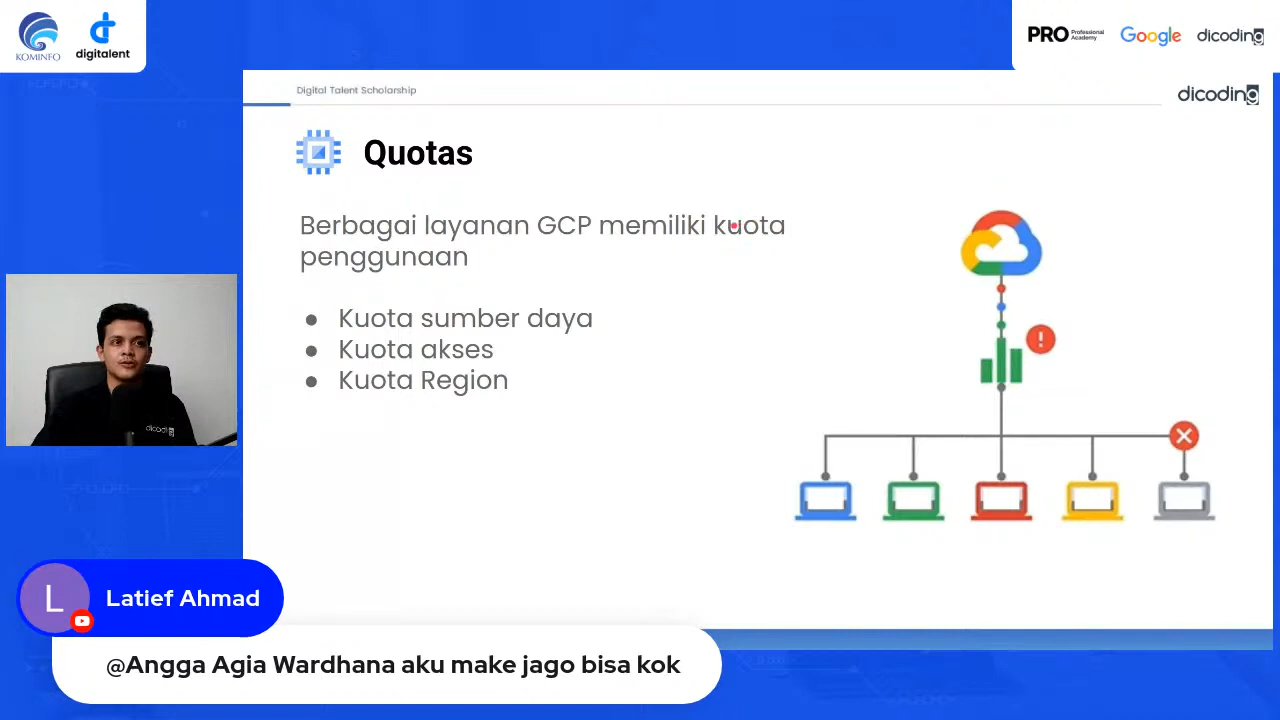 KOMINFO
digitalent
PRO Professional Academy
Google
dicoding
Digital Talent Scholarship
dicoding
Quotas
Berbagai layanan GCP memiliki kuota
penggunaan
● Kuota sumber daya
● Kuota akses
● Kuota Region
dicoding
L
Latief Ahmad
@Angga Agia Wardhana aku make jago bisa kok